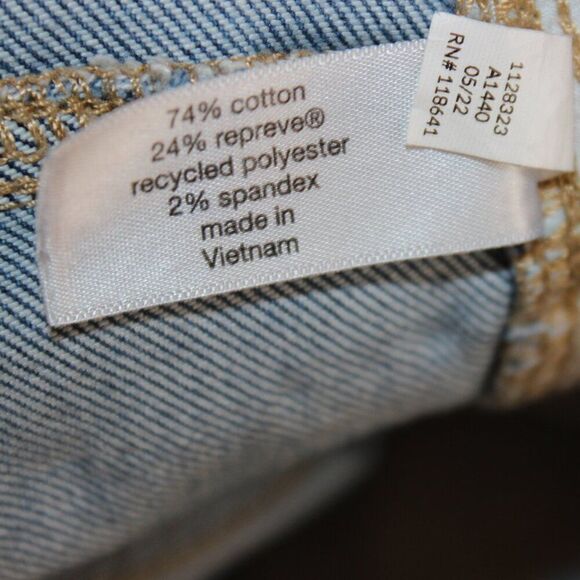 74% cotton
24% repreve®
recycled polyester
2% spandex
made in
Vietnam
1128323
A1440
05/22
RN# 118641